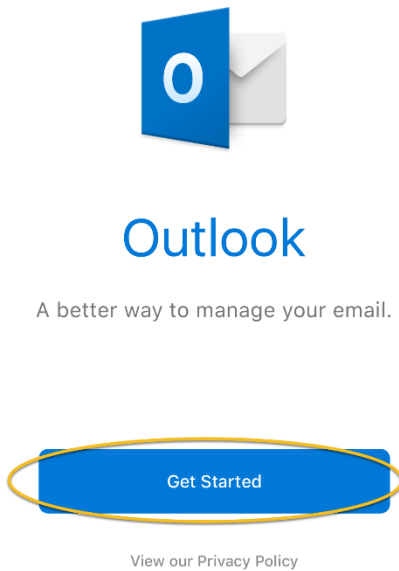 O
Outlook
A better way to manage your email.
Get Started
View our Privacy Policy